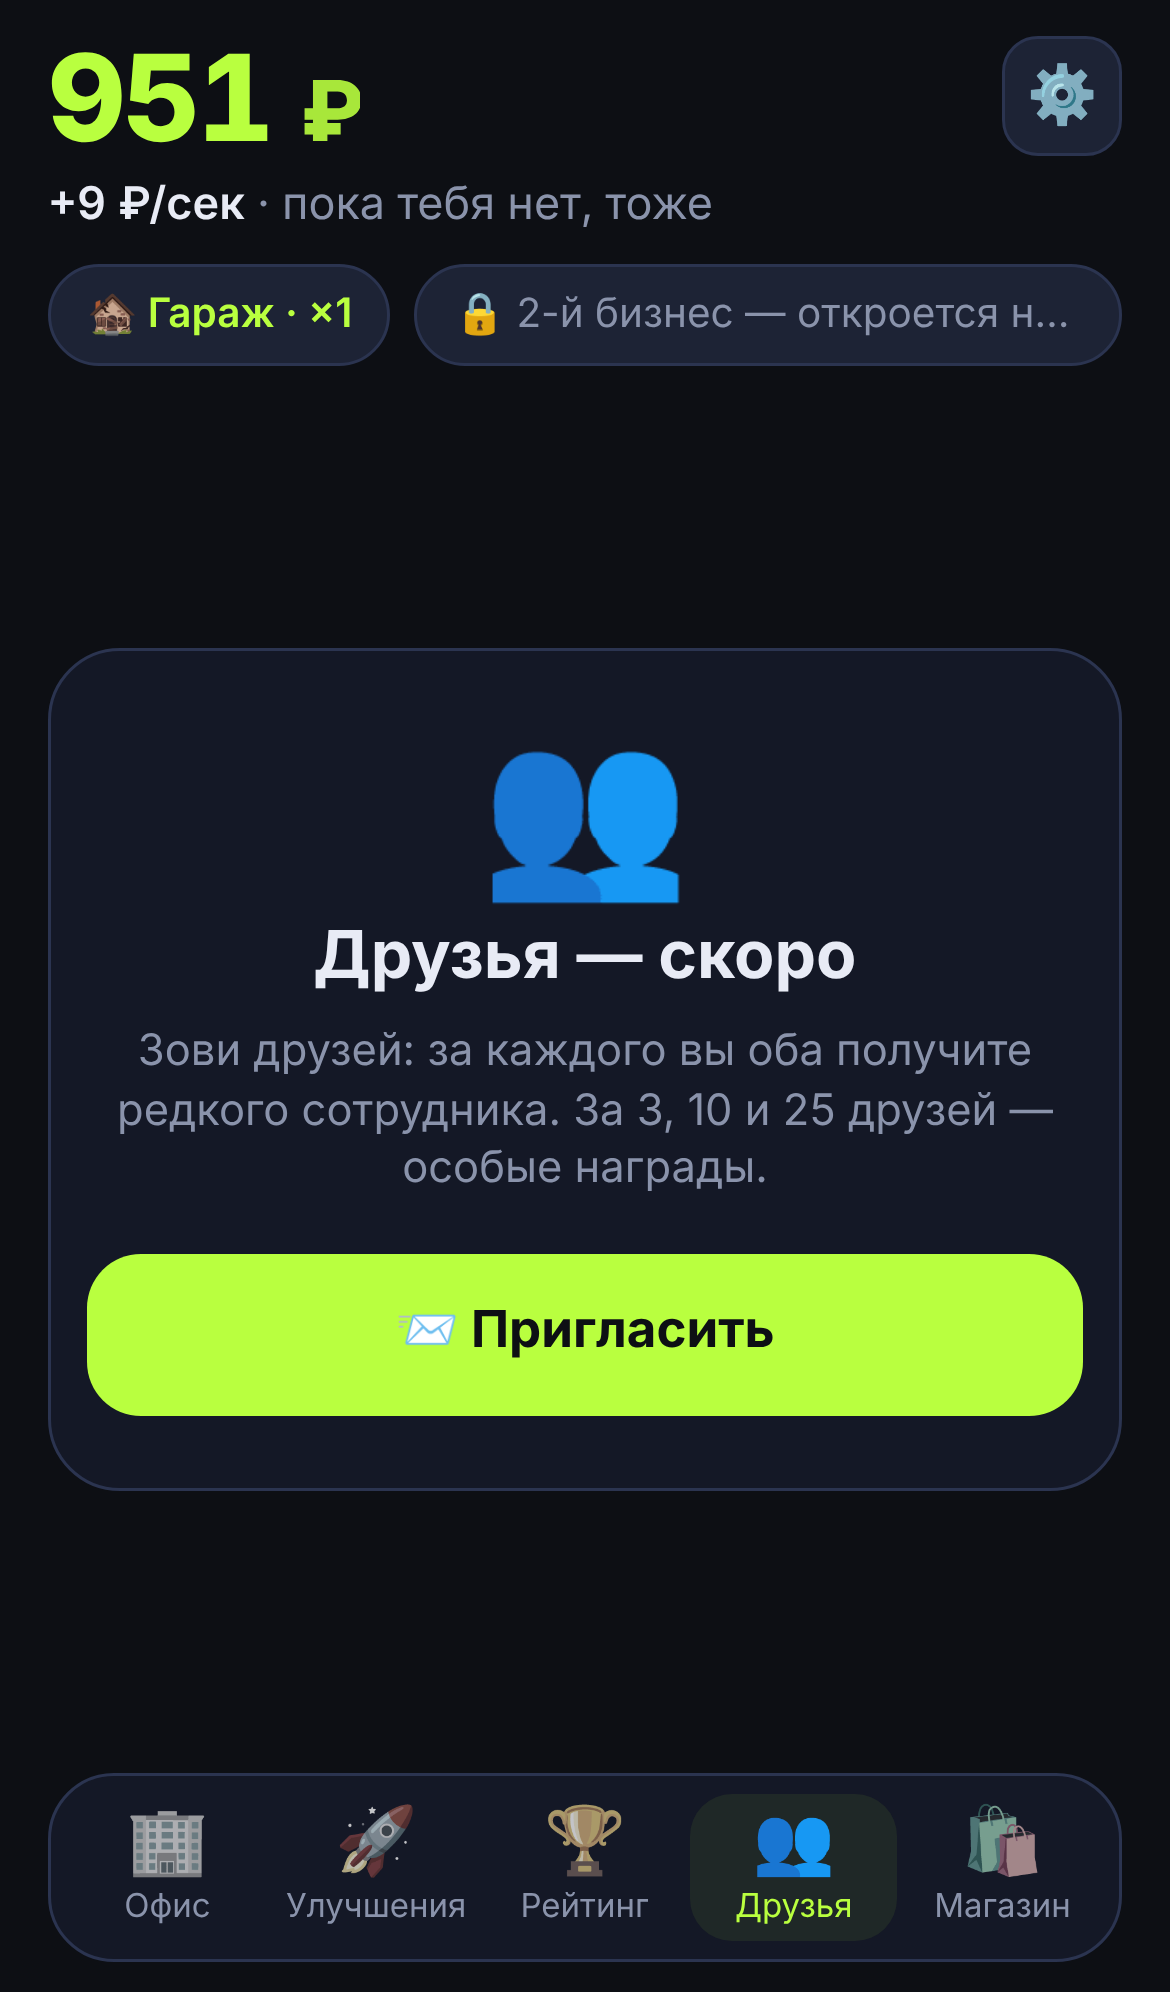 951 ₽
+9 ₽/сек · пока тебя нет, тоже
Гараж · ×1
2-й бизнес — откроется н...
Друзья — скоро
Зови друзей: за каждого вы оба получите
редкого сотрудника. За 3, 10 и 25 друзей —
особые награды.
Пригласить
Офис
Улучшения
Рейтинг
Друзья
Магазин